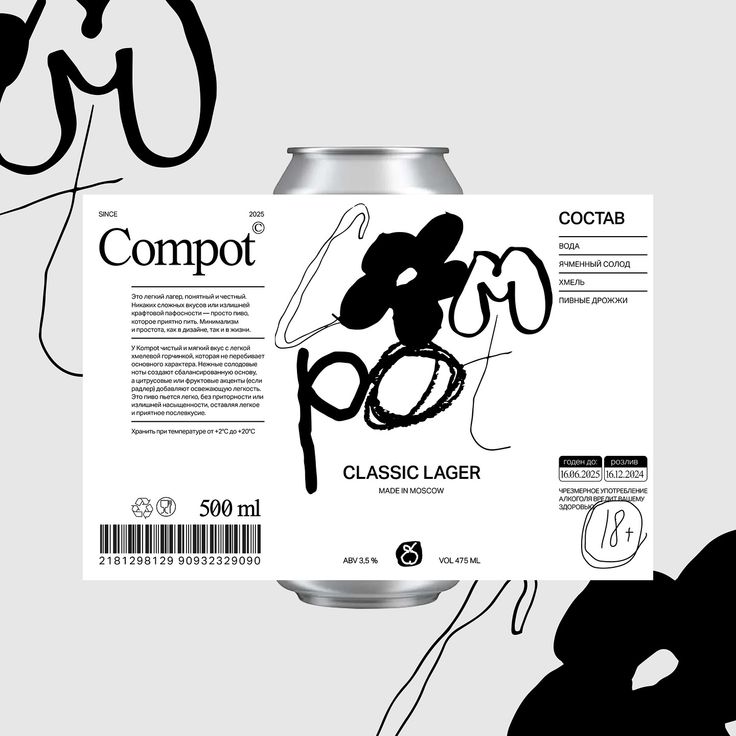 SINCE 2025
Compot©
Это легкий лагер, понятный и честный.
Никаких сложных вкусов или излишней
крафтовой пафосности — просто пиво,
которое приятно пить. Минимализм
и простота, как в дизайне, так и в жизни.
У Kompot чистый и мягкий вкус с легкой
хмелевой горчинкой, которая не перебивает
основного характера. Нежные солодовые
ноты создают сбалансированную основу,
а цитрусовые или фруктовые акценты (если
радлер) добавляют освежающую легкость.
Это пиво пьется легко, без приторности или
излишней насыщенности, оставляя легкое
и приятное послевкусие.
Хранить при температуре от +2°C до +20°C
500 ml
2181298129 90932329090
Com
pot
CLASSIC LAGER
MADE IN MOSCOW
ABV 3,5 %
VOL 475 ML
СОСТАВ
ВОДА
ЯЧМЕННЫЙ СОЛОД
ХМЕЛЬ
ПИВНЫЕ ДРОЖЖИ
годен до: розлив
16.06.2025 16.12.2024
ЧРЕЗМЕРНОЕ УПОТРЕБЛЕНИЕ
АЛКОГОЛЯ ВРЕДИТ ВАШЕМУ
ЗДОРОВЬЮ
18+